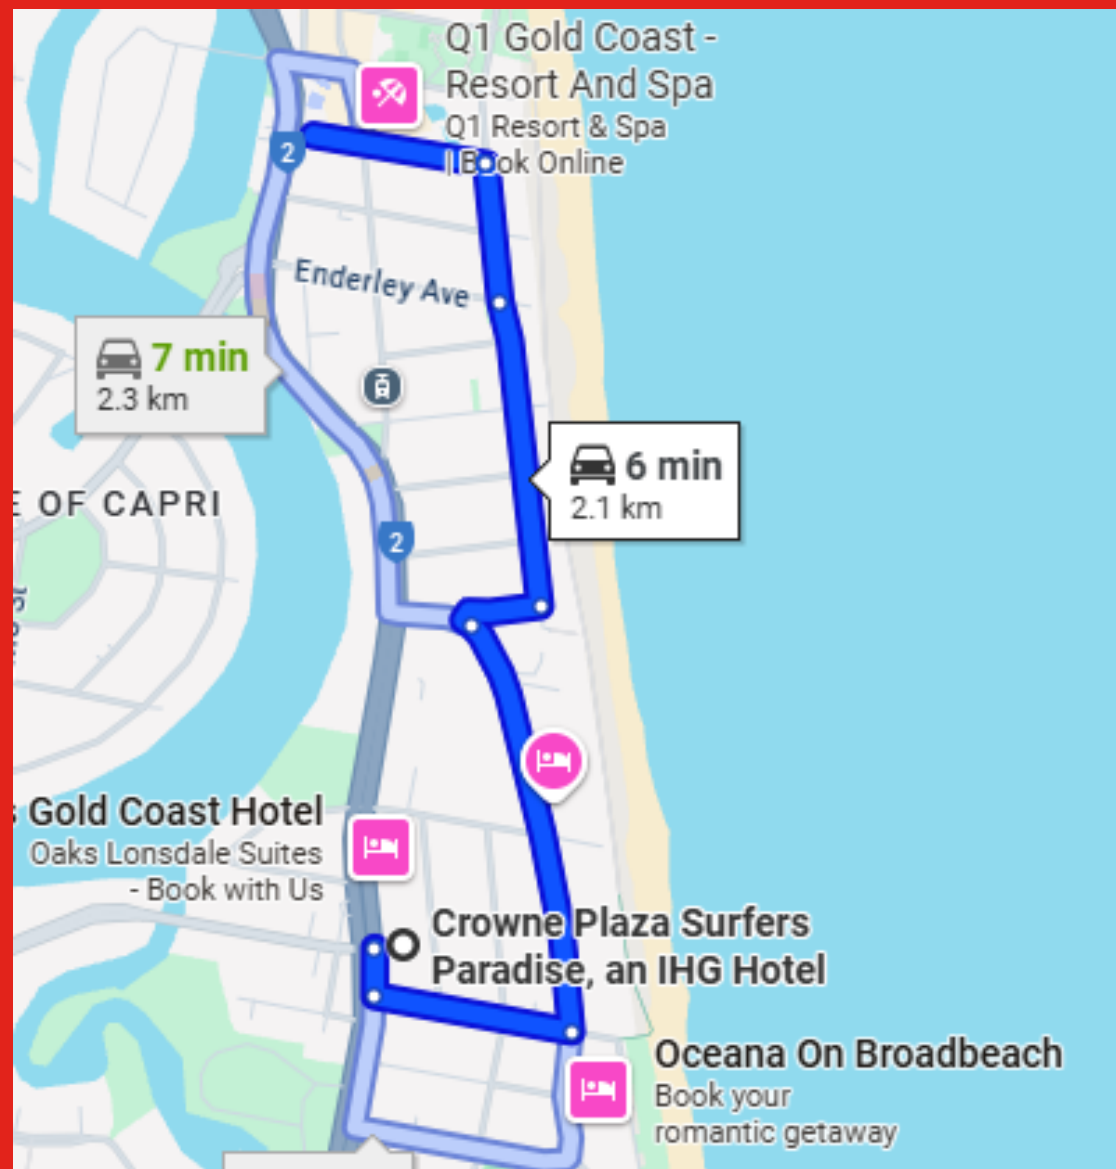 Q1 Gold Coast -
Resort And Spa
Q1 Resort & Spa
| Book Online
2
Enderley Ave
7 min
2.3 km
6 min
2.1 km
E OF CAPRI
2
St
s Gold Coast Hotel
Oaks Lonsdale Suites
- Book with Us
Crowne Plaza Surfers
Paradise, an IHG Hotel
Oceana On Broadbeach
Book your
romantic getaway